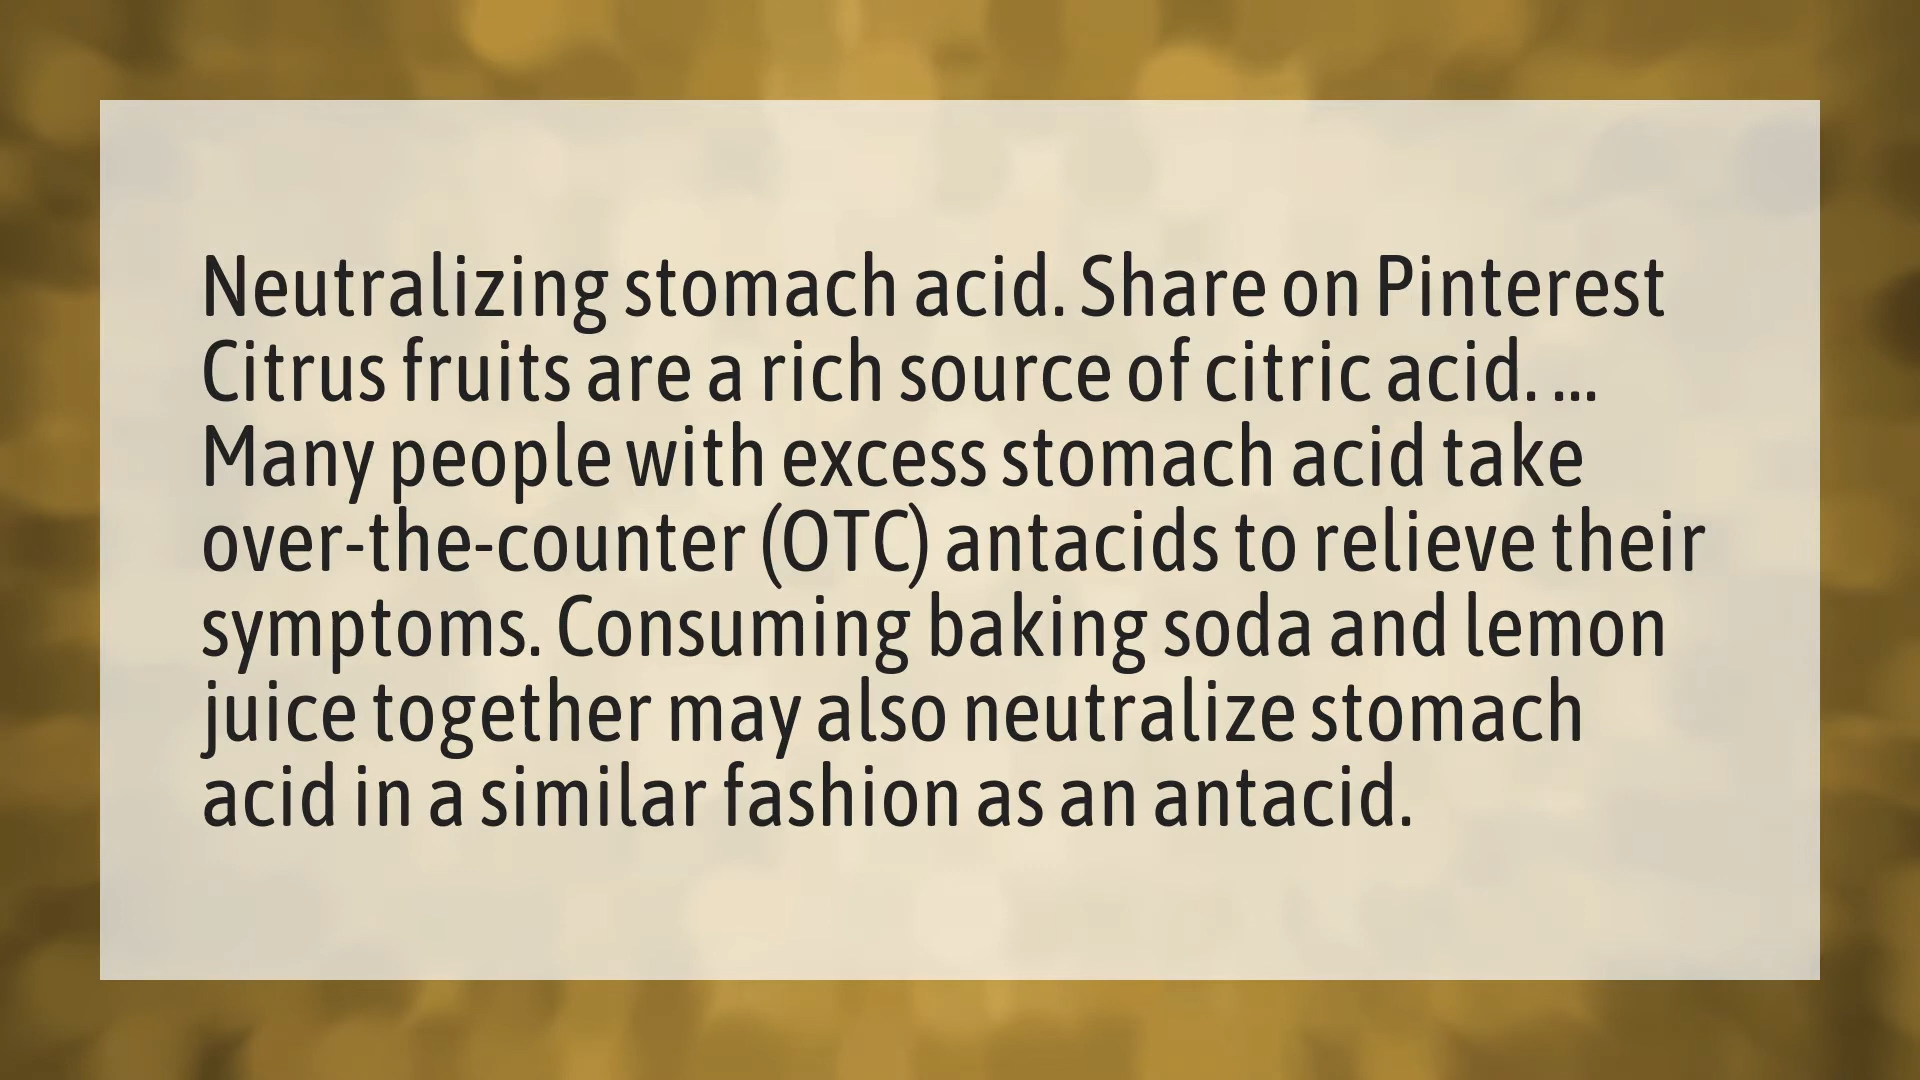 Neutralizing stomach acid. Share on Pinterest
Citrus fruits are a rich source of citric acid. ...
Many people with excess stomach acid take
over-the-counter (OTC) antacids to relieve their
symptoms. Consuming baking soda and lemon
juice together may also neutralize stomach
acid in a similar fashion as an antacid.